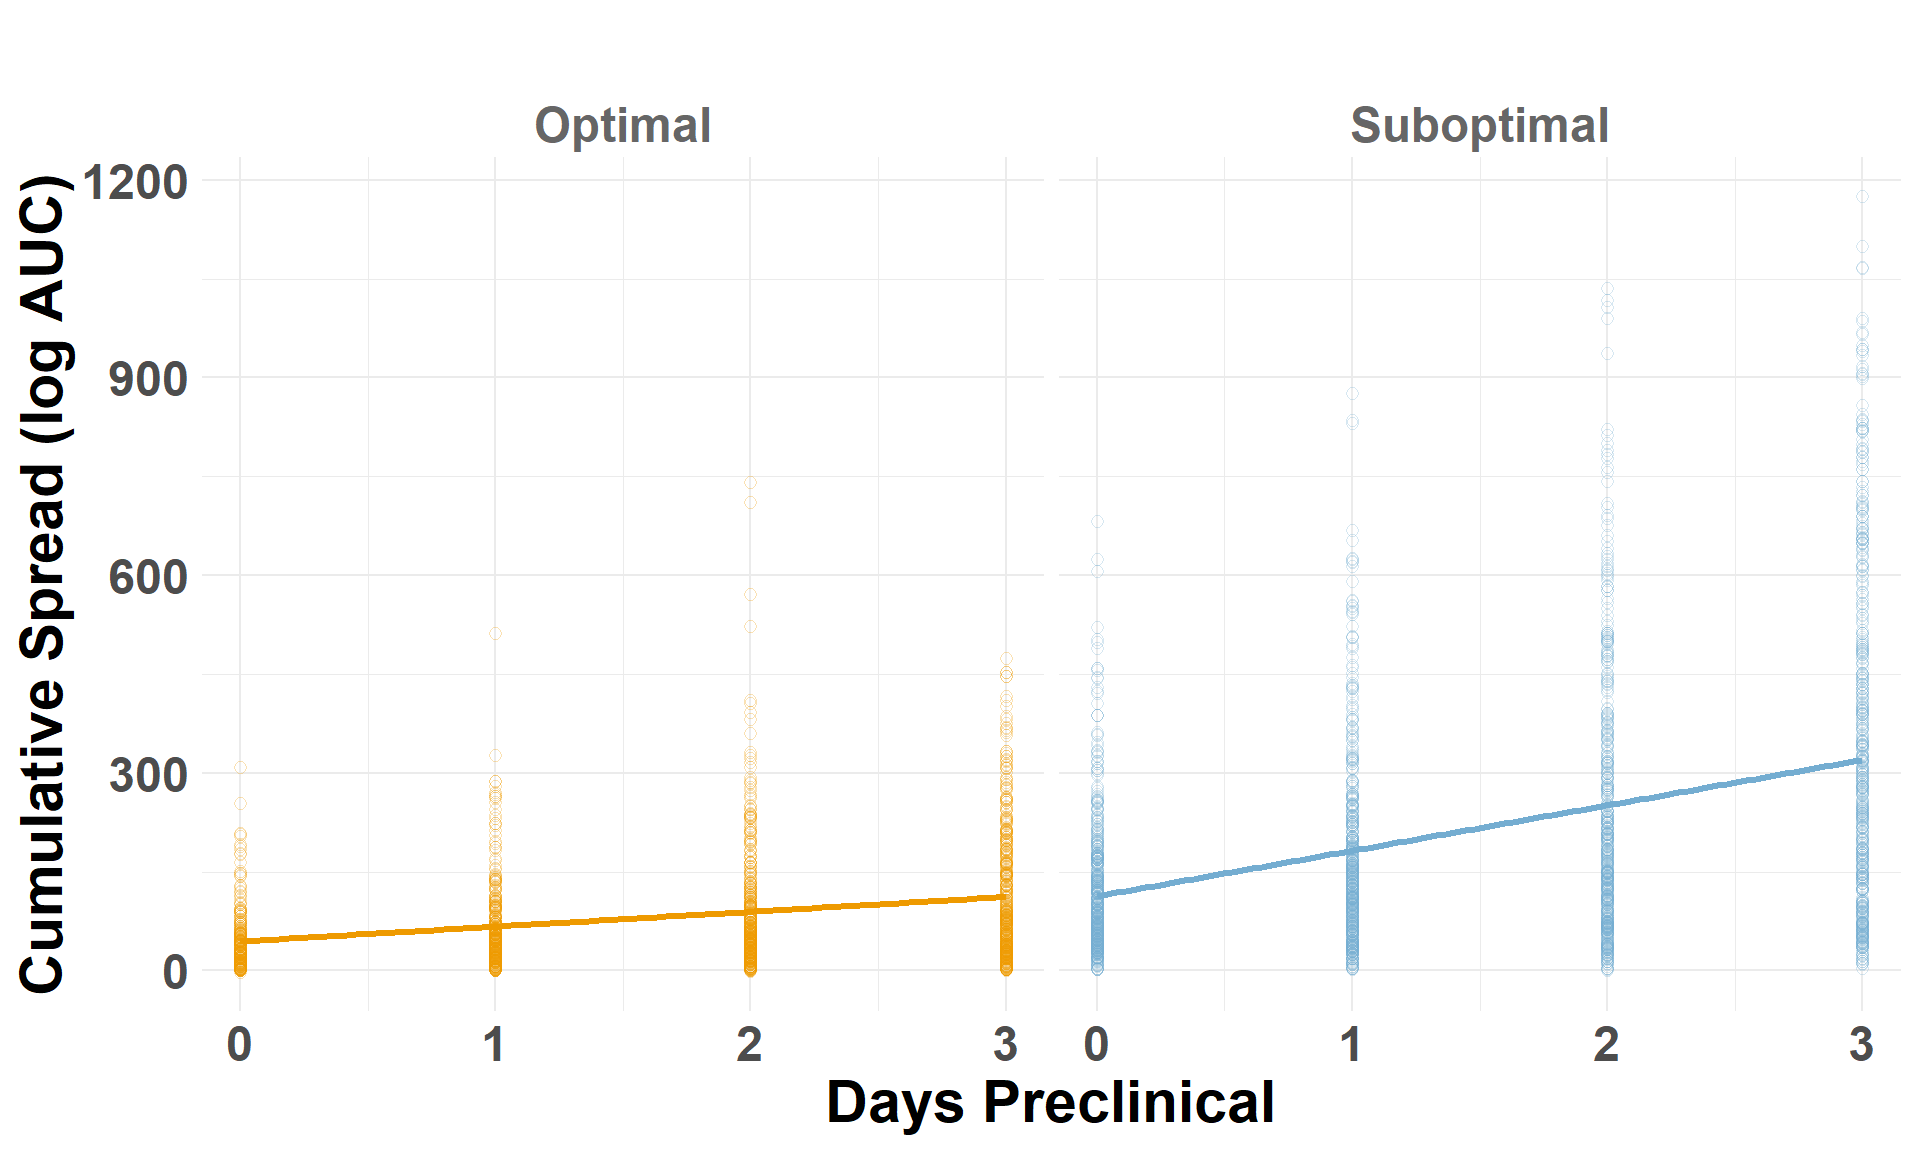 Optimal
Suboptimal
Cumulative Spread (log AUC)
1200
900
600
300
0
0 1 2 3 0 1 2 3
Days Preclinical